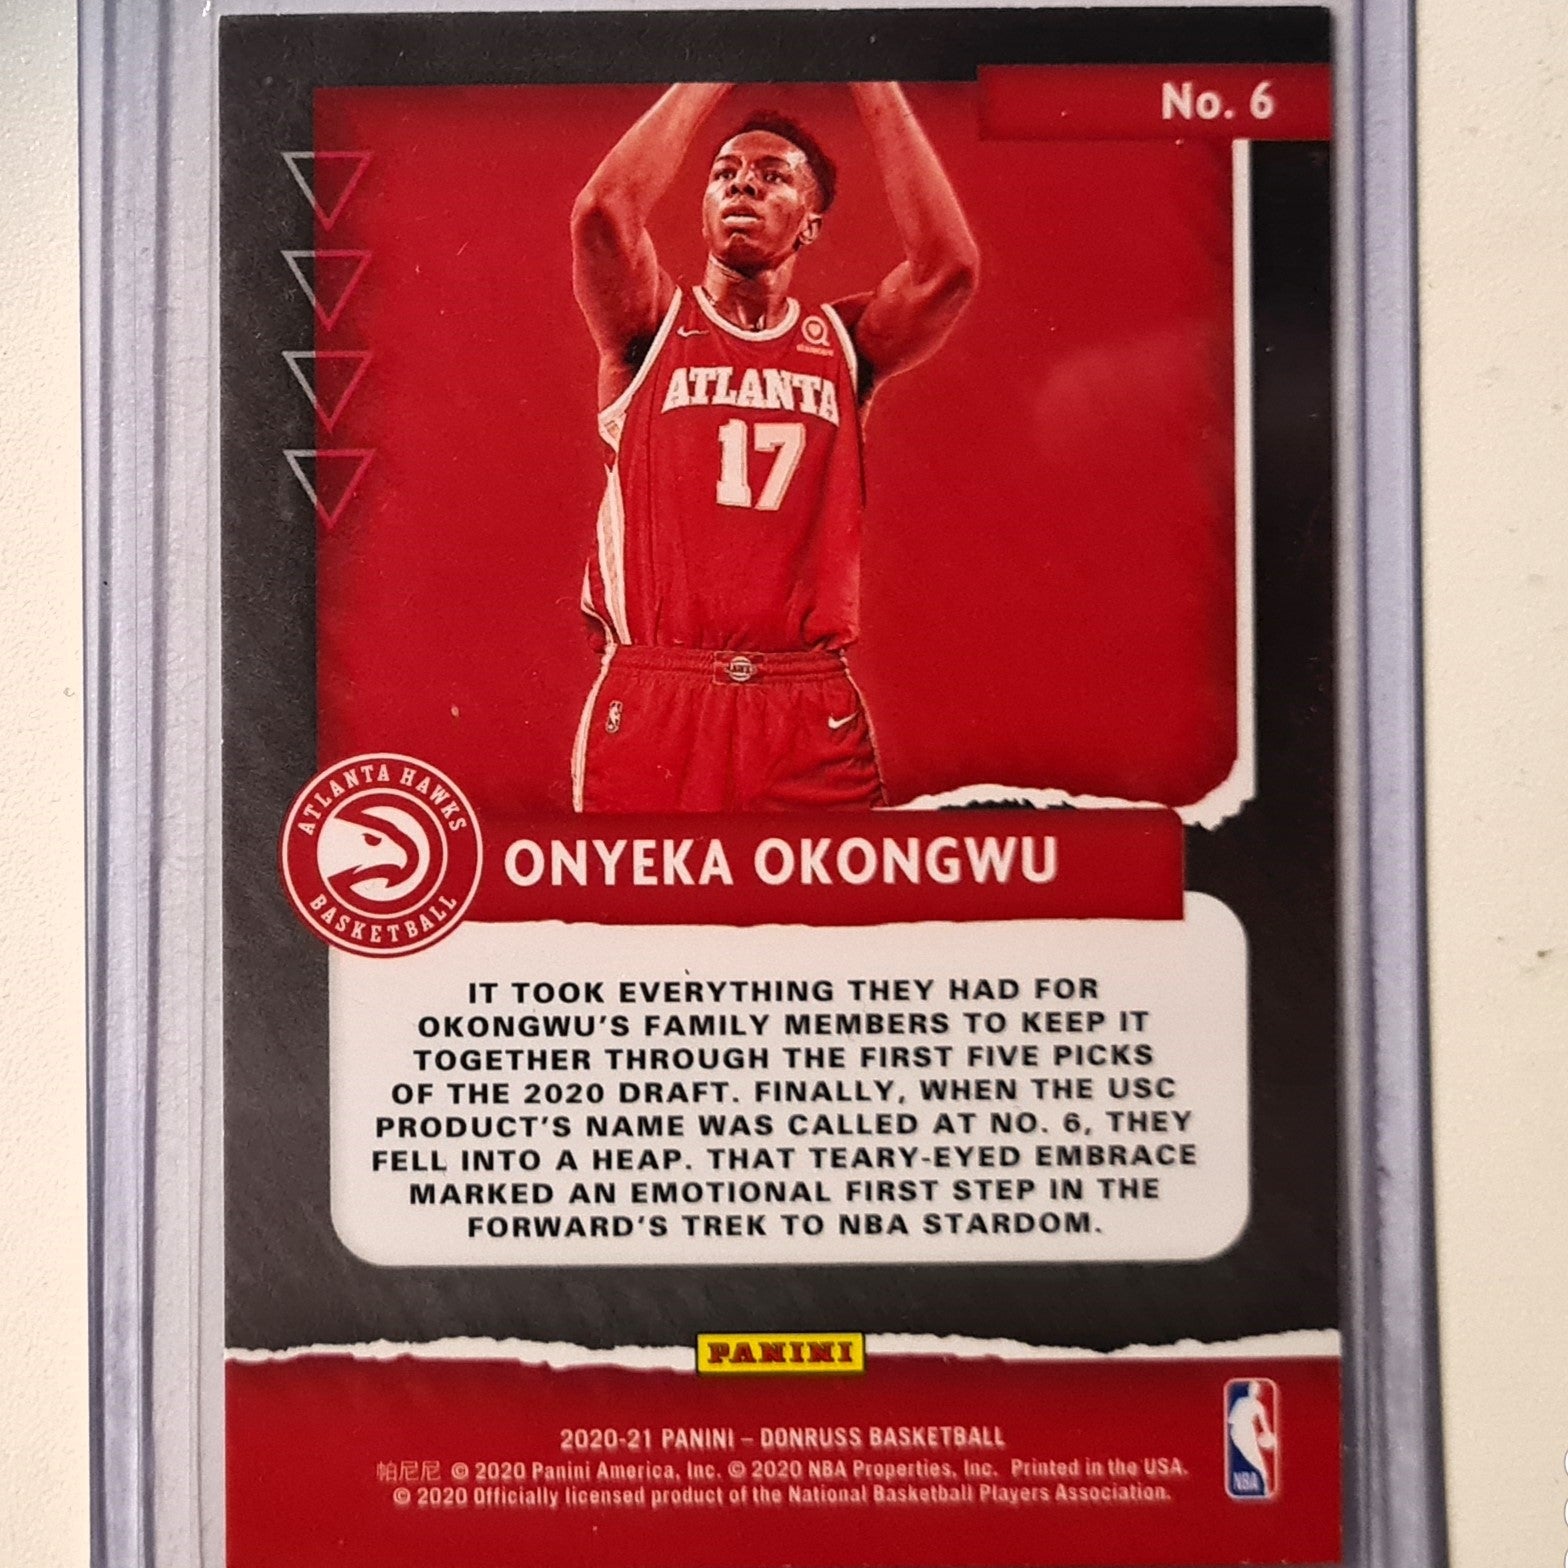 No. 6
ATLANTA
17
ATLANTA HAWKS
BASKETBALL
ONYEKA OKONGWU
IT TOOK EVERYTHING THEY HAD FOR
OKONGWU'S FAMILY MEMBERS TO KEEP IT
TOGETHER THROUGH THE FIRST FIVE PICKS
OF THE 2020 DRAFT. FINALLY, WHEN THE USC
PRODUCT'S NAME WAS CALLED AT NO. 6, THEY
FELL INTO A HEAP. THAT TEARY-EYED EMBRACE
MARKED AN EMOTIONAL FIRST STEP IN THE
FORWARD'S TREK TO NBA STARDOM.
PANINI
2020-21 PANINI – DONRUSS BASKETBALL
帕尼尼 © 2020 Panini America, Inc. © 2020 NBA Properties, Inc. Printed in the USA.
© 2020 Officially licensed product of the National Basketball Players Association.
NBA